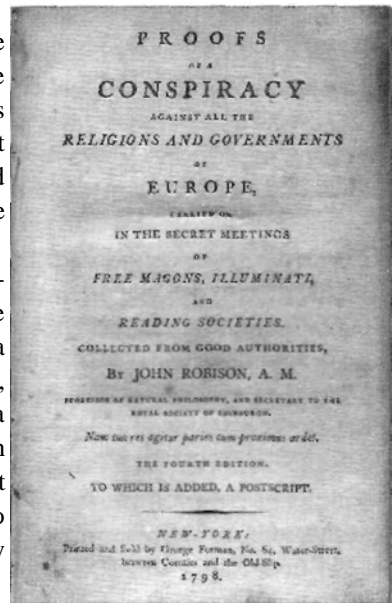 PROOFS
OF A
CONSPIRACY
AGAINST ALL THE
RELIGIONS AND GOVERNMENTS
OF
EUROPE,
CARRIED ON
IN THE SECRET MEETINGS
OF
FREE MASONS, ILLUMINATI,
AND
READING SOCIETIES.
COLLECTED FROM GOOD AUTHORITIES,
BY JOHN ROBISON, A. M.
PROFESSOR OF NATURAL PHILOSOPHY, AND SECRETARY TO THE
ROYAL SOCIETY OF EDINBURGH.
Nam tua res agitur paries cum proximus ardet.
THE FOURTH EDITION.
TO WHICH IS ADDED, A POSTSCRIPT.
NEW-YORK:
Printed and Sold by George Forman, No. 64, Water-Street,
between Coenties and the Old-Slip.
1798.